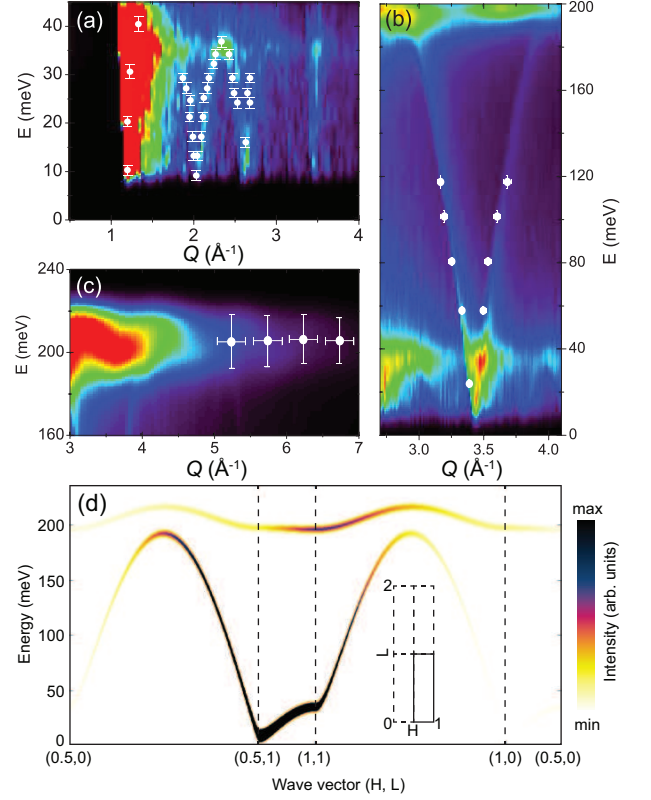 (a)
40
30
20
10
0
E (meV)
1
2
3
4
Q (Å⁻¹)
(b)
200
180
120
80
60
40
20
0
E (meV)
3.0
3.5
4.0
Q (Å⁻¹)
(c)
240
200
160
E (meV)
3
4
5
6
7
Q (Å⁻¹)
(d)
200
150
100
50
0
Energy (meV)
(0.5,0)
(0.5,1)
(1,1)
(1,0)
(0.5,0)
Wave vector (H, L)
2
L
0
H
1
max
Intensity (arb. units)
min